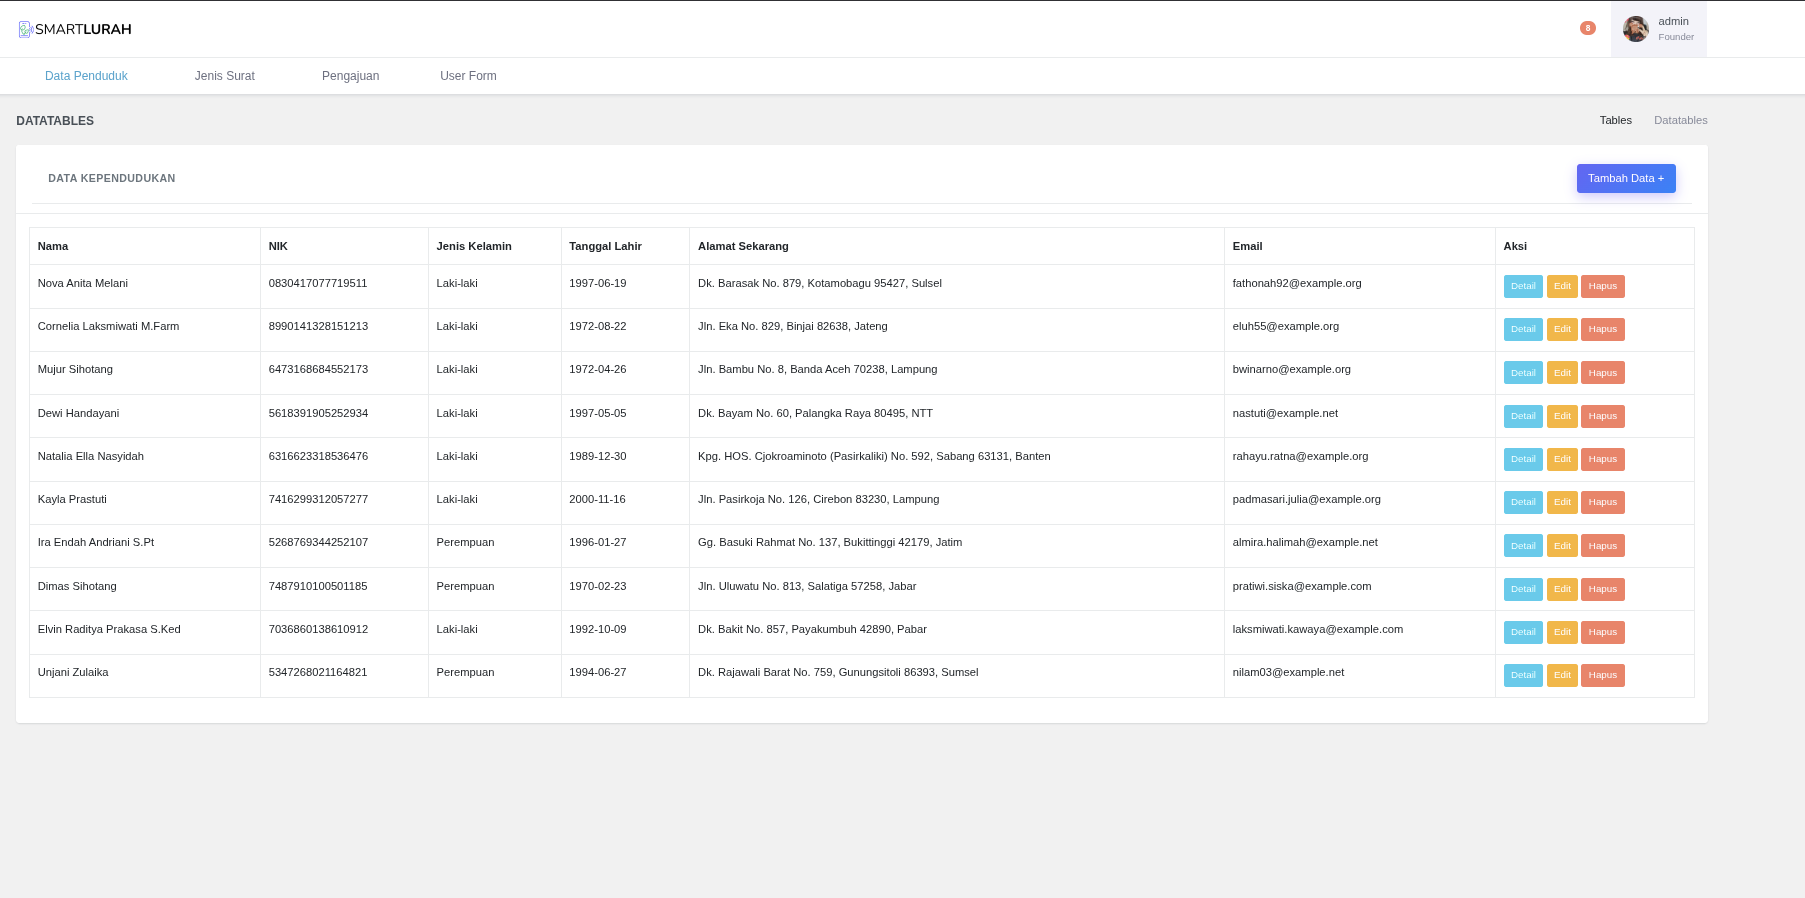 SMARTLURAH
8
admin
Founder
Data Penduduk Jenis Surat Pengajuan User Form
DATATABLES
Tables Datatables
DATA KEPENDUDUKAN
Tambah Data +
Nama NIK Jenis Kelamin Tanggal Lahir Alamat Sekarang Email Aksi
Nova Anita Melani 0830417077719511 Laki-laki 1997-06-19 Dk. Barasak No. 879, Kotamobagu 95427, Sulsel fathonah92@example.org Detail Edit Hapus
Cornelia Laksmiwati M.Farm 8990141328151213 Laki-laki 1972-08-22 Jln. Eka No. 829, Binjai 82638, Jateng eluh55@example.org Detail Edit Hapus
Mujur Sihotang 6473168684552173 Laki-laki 1972-04-26 Jln. Bambu No. 8, Banda Aceh 70238, Lampung bwinarno@example.org Detail Edit Hapus
Dewi Handayani 5618391905252934 Laki-laki 1997-05-05 Dk. Bayam No. 60, Palangka Raya 80495, NTT nastuti@example.net Detail Edit Hapus
Natalia Ella Nasyidah 6316623318536476 Laki-laki 1989-12-30 Kpg. HOS. Cjokroaminoto (Pasirkaliki) No. 592, Sabang 63131, Banten rahayu.ratna@example.org Detail Edit Hapus
Kayla Prastuti 7416299312057277 Laki-laki 2000-11-16 Jln. Pasirkoja No. 126, Cirebon 83230, Lampung padmasari.julia@example.org Detail Edit Hapus
Ira Endah Andriani S.Pt 5268769344252107 Perempuan 1996-01-27 Gg. Basuki Rahmat No. 137, Bukittinggi 42179, Jatim almira.halimah@example.net Detail Edit Hapus
Dimas Sihotang 7487910100501185 Perempuan 1970-02-23 Jln. Uluwatu No. 813, Salatiga 57258, Jabar pratiwi.siska@example.com Detail Edit Hapus
Elvin Raditya Prakasa S.Ked 7036860138610912 Laki-laki 1992-10-09 Dk. Bakit No. 857, Payakumbuh 42890, Pabar laksmiwati.kawaya@example.com Detail Edit Hapus
Unjani Zulaika 5347268021164821 Perempuan 1994-06-27 Dk. Rajawali Barat No. 759, Gunungsitoli 86393, Sumsel nilam03@example.net Detail Edit Hapus